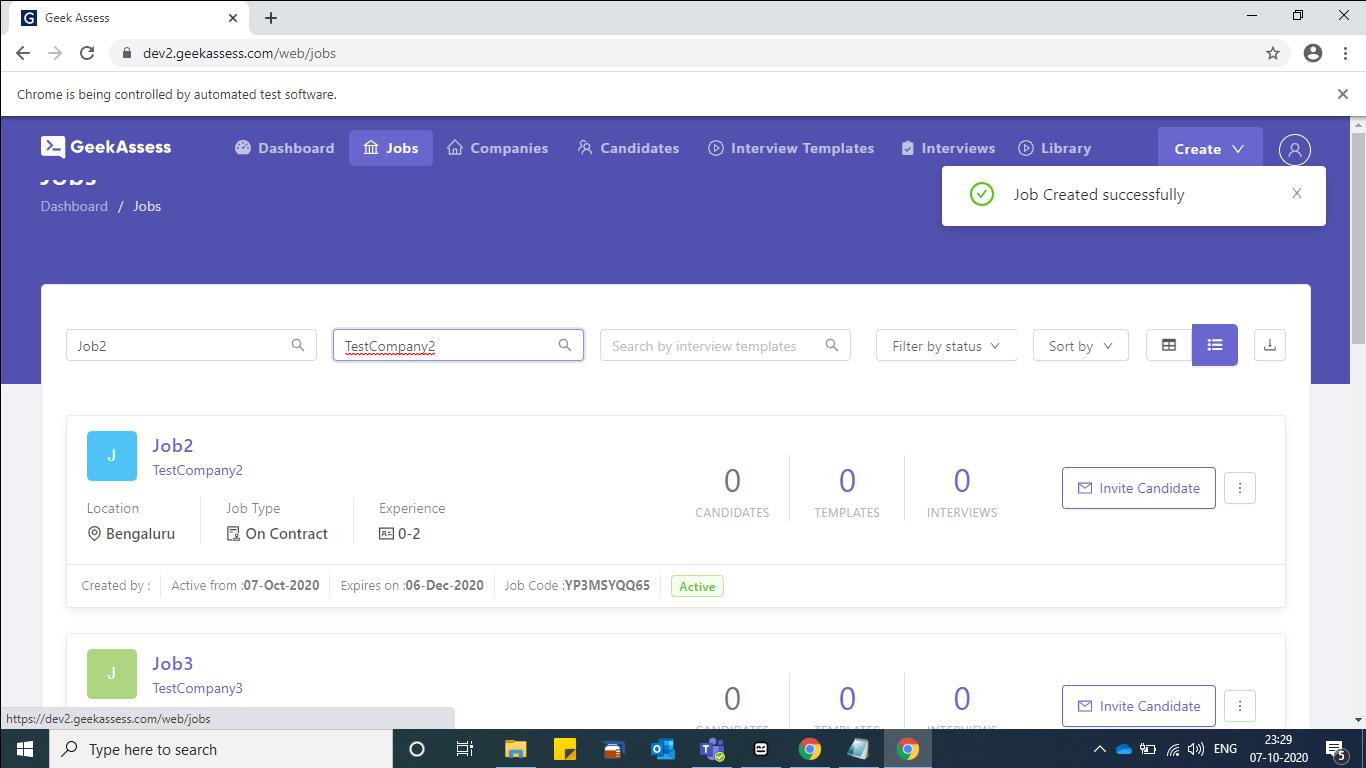 Geek Assess
dev2.geekassess.com/web/jobs
Chrome is being controlled by automated test software.
GeekAssess
Dashboard
Jobs
Companies
Candidates
Interview Templates
Interviews
Library
Create
Jobs
Dashboard / Jobs
Job Created successfully
Job2
TestCompany2
Search by interview templates
Filter by status
Sort by
J
Job2
TestCompany2
Location
Bengaluru
Job Type
On Contract
Experience
0-2
0
CANDIDATES
0
TEMPLATES
0
INTERVIEWS
Invite Candidate
Created by :
Active from :07-Oct-2020
Expires on :06-Dec-2020
Job Code :YP3MSYQQ65
Active
J
Job3
TestCompany3
0
CANDIDATES
0
TEMPLATES
0
INTERVIEWS
Invite Candidate
https://dev2.geekassess.com/web/jobs
Type here to search
ENG
23:29
07-10-2020
5